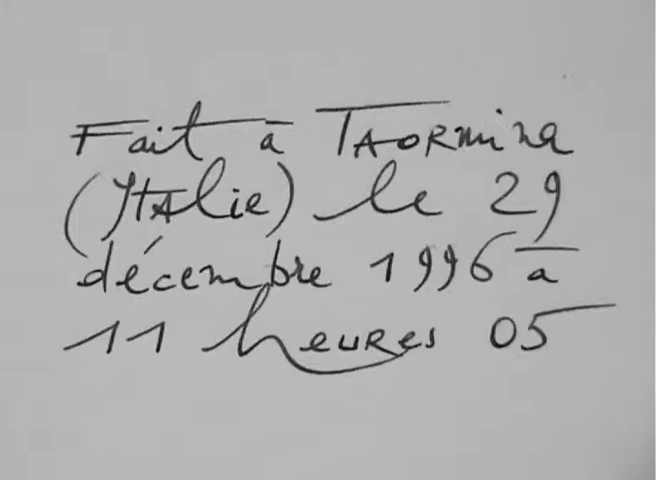 Fait à TAORmina
(ITALie) le 29
décembre 1996 à
11 heuRes 05